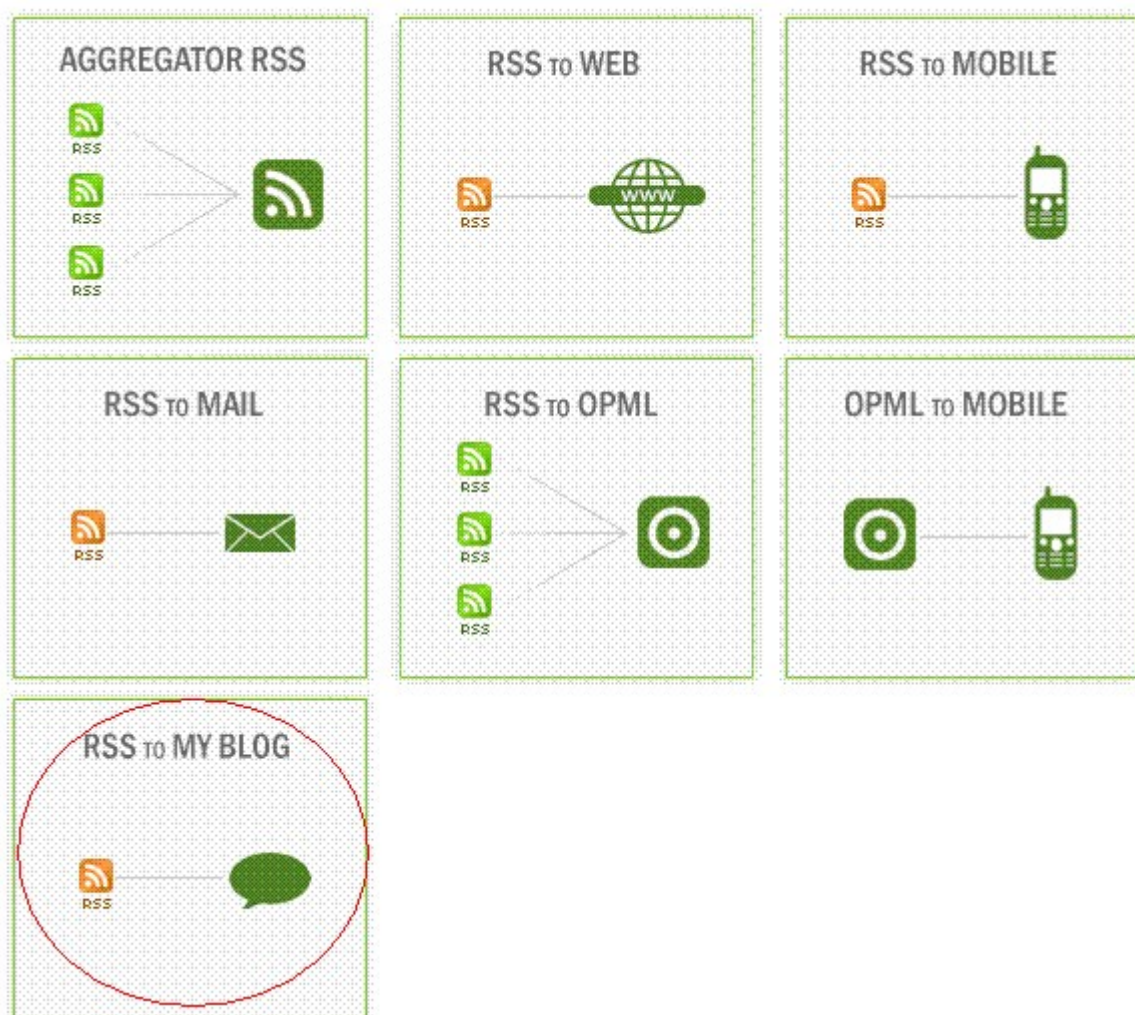 AGGREGATOR RSS
RSS
RSS
RSS
RSS TO WEB
RSS
WWW
RSS TO MOBILE
RSS
RSS TO MAIL
RSS
RSS TO OPML
RSS
RSS
RSS
OPML TO MOBILE
RSS TO MY BLOG
RSS